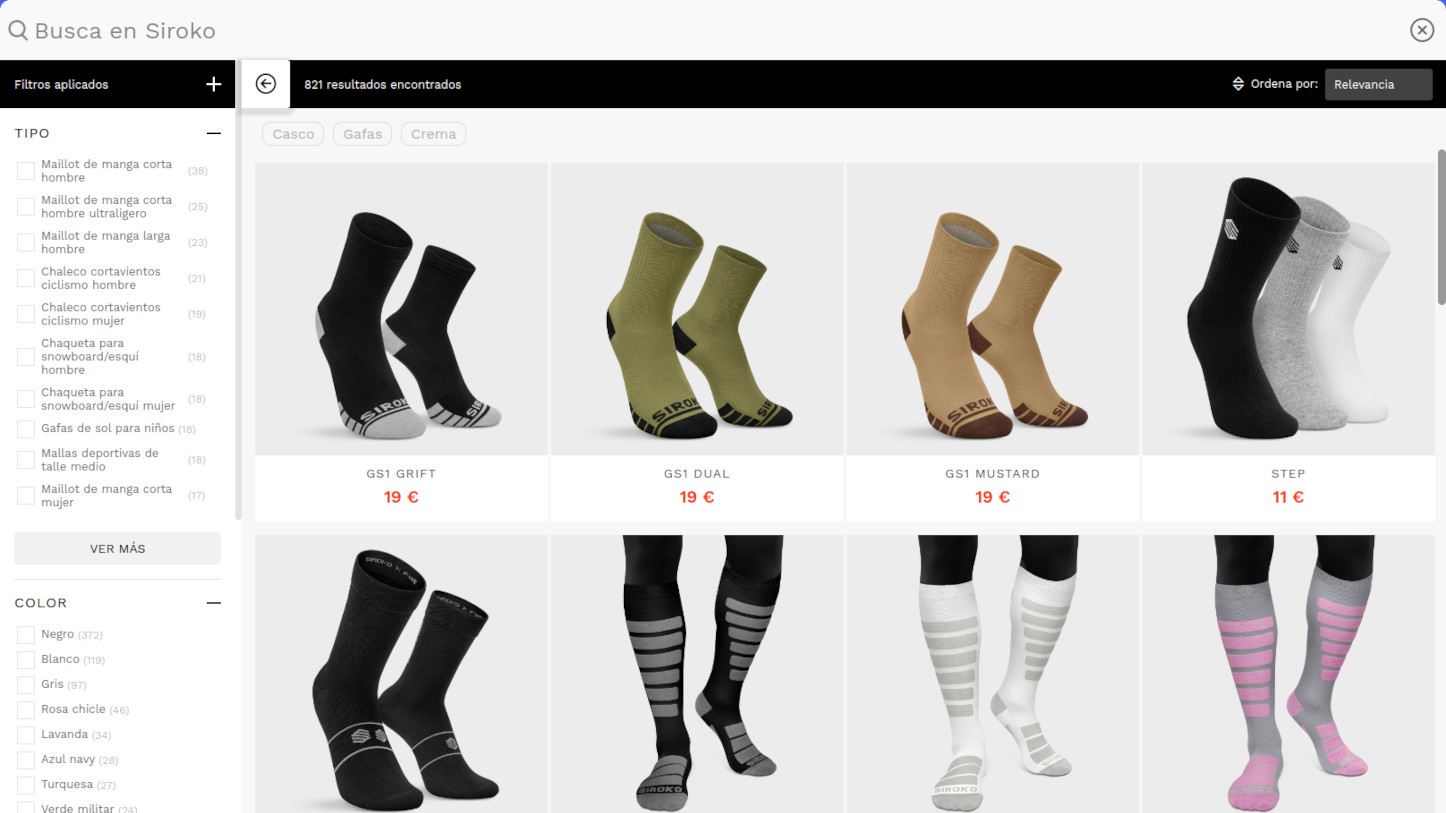 Busca en Siroko
Filtros aplicados
821 resultados encontrados
Ordena por:
Relevancia
Casco
Gafas
Crema
TIPO
Maillot de manga corta
hombre
(38)
Maillot de manga corta
hombre ultraligero
(25)
Maillot de manga larga
hombre
(23)
Chaleco cortavientos
ciclismo hombre
(21)
Chaleco cortavientos
ciclismo mujer
(19)
Chaqueta para
snowboard/esquí
hombre
(18)
Chaqueta para
snowboard/esquí mujer
(18)
Gafas de sol para niños (18)
Mallas deportivas de
talle medio
(18)
Maillot de manga corta
mujer
(17)
VER MÁS
COLOR
Negro (372)
Blanco (119)
Gris (97)
Rosa chicle (46)
Lavanda (34)
Azul navy (28)
Turquesa (27)
Verde militar (24)
GS1 GRIFT
19 €
GS1 DUAL
19 €
GS1 MUSTARD
19 €
STEP
11 €
SIROKO
SIROKO
SIROKO